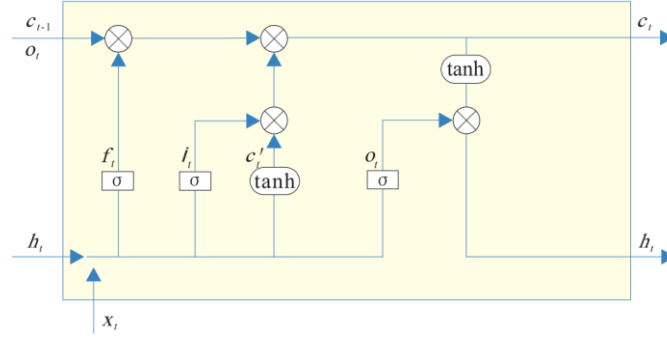 c_{t-1} c_t
o_t
tanh
f_t i_t c_t' o_t
σ σ tanh σ
h_t h_t
x_t